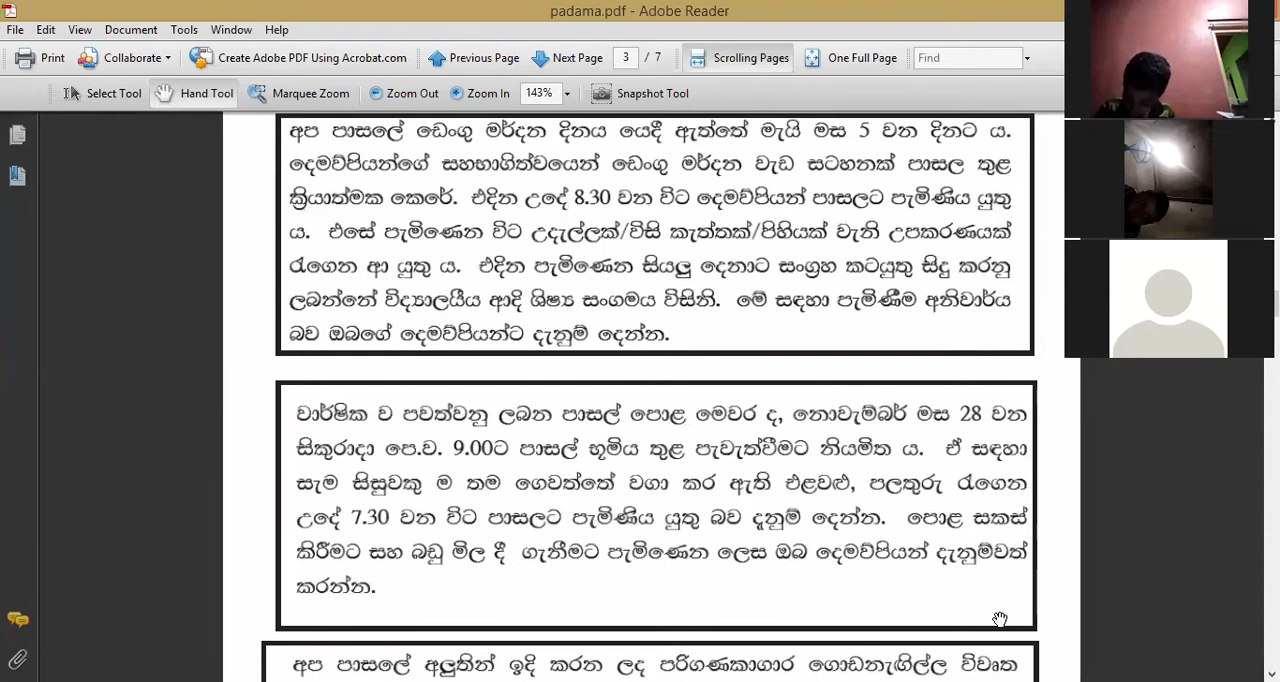 padama.pdf - Adobe Reader
File Edit View Document Tools Window Help
Print Collaborate Create Adobe PDF Using Acrobat.com Previous Page Next Page 3 / 7 Scrolling Pages One Full Page Find
Select Tool Hand Tool Marquee Zoom Zoom Out Zoom In 143% Snapshot Tool
අප පාසලේ ඩෙංගු මර්දන දිනය යෙදී ඇත්තේ මැයි මස 5 වන දිනට ය.
දෙමව්පියන්ගේ සහභාගිත්වයෙන් ඩෙංගු මර්දන වැඩ සටහනක් පාසල තුළ
ක්‍රියාත්මක කෙරේ. එදින උදේ 8.30 වන විට දෙමව්පියන් පාසලට පැමිණිය යුතු
ය. එසේ පැමිණෙන විට උදැල්ලක්/විසි කැත්තක්/පිහියක් වැනි උපකරණයක්
රැගෙන ආ යුතු ය. එදින පැමිණෙන සියලු දෙනාට සංග්‍රහ කටයුතු සිදු කරනු
ලබන්නේ විද්‍යාලයීය ආදි ශිෂ්‍ය සංගමය විසිනි. මේ සඳහා පැමිණීම අනිවාර්ය
බව ඔබගේ දෙමව්පියන්ට දැනුම් දෙන්න.
වාර්ෂික ව පවත්වනු ලබන පාසල් පොළ මෙවර ද, නොවැම්බර් මස 28 වන
සිකුරාදා පෙ.ව. 9.00ට පාසල් භූමිය තුළ පැවැත්වීමට නියමිත ය. ඒ සඳහා
සැම සිසුවකු ම තම ගෙවත්තේ වගා කර ඇති එළවළු, පලතුරු රැගෙන
උදේ 7.30 වන විට පාසලට පැමිණිය යුතු බව දැනුම් දෙන්න. පොළ සකස්
කිරීමට සහ බඩු මිල දී ගැනීමට පැමිණෙන ලෙස ඔබ දෙමව්පියන් දැනුම්වත්
කරන්න.
අප පාසලේ අලුතින් ඉදි කරන ලද පරිගණකාගාර ගොඩනැඟිල්ල විවෘත